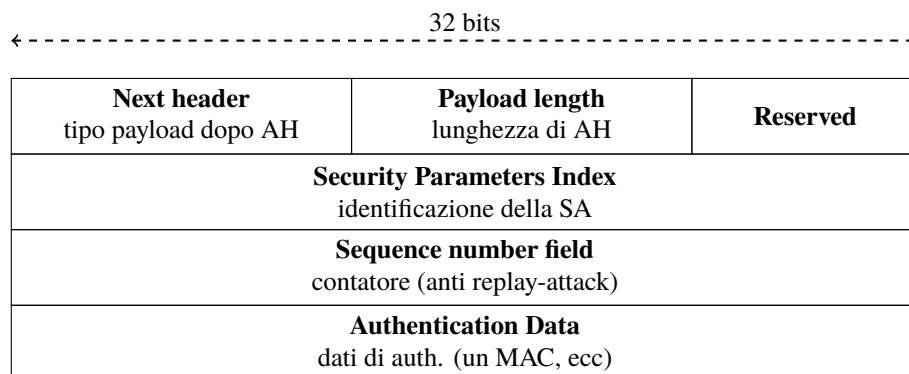 32 bits
Next header
tipo payload dopo AH
Payload length
lunghezza di AH
Reserved
Security Parameters Index
identificazione della SA
Sequence number field
contatore (anti replay-attack)
Authentication Data
dati di auth. (un MAC, ecc)